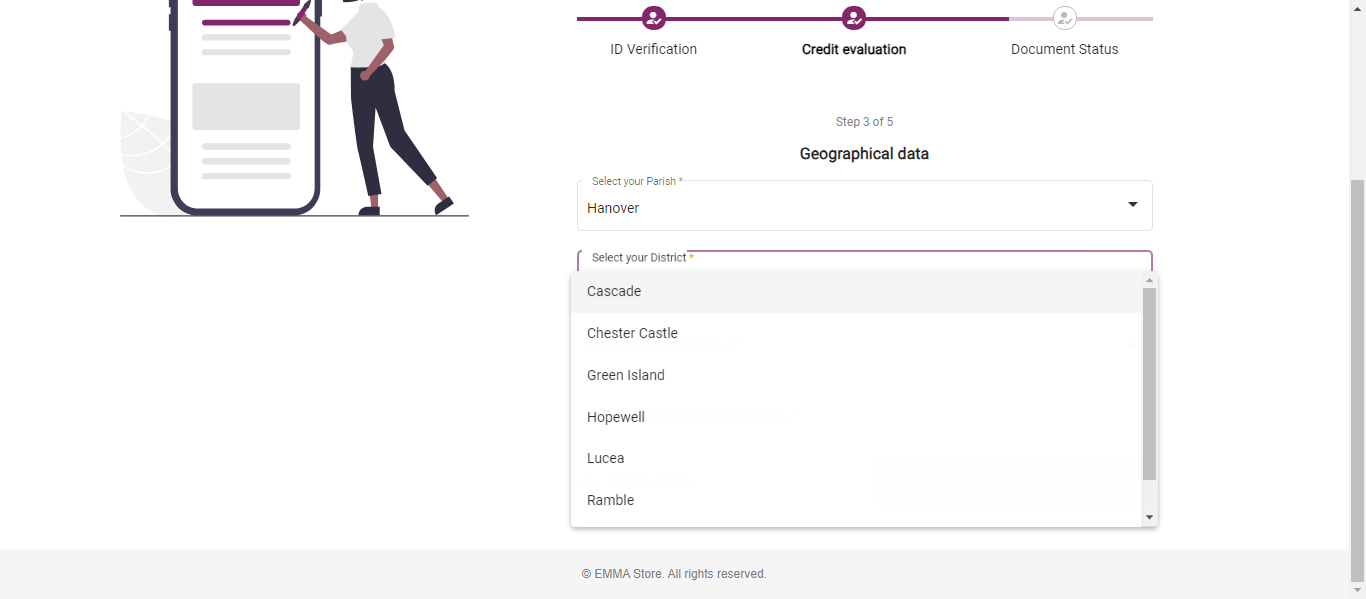 ID Verification
Credit evaluation
Document Status
Step 3 of 5
Geographical data
Select your Parish *
Hanover
Select your District *
Cascade
Chester Castle
Green Island
Hopewell
Lucea
Ramble
© EMMA Store. All rights reserved.